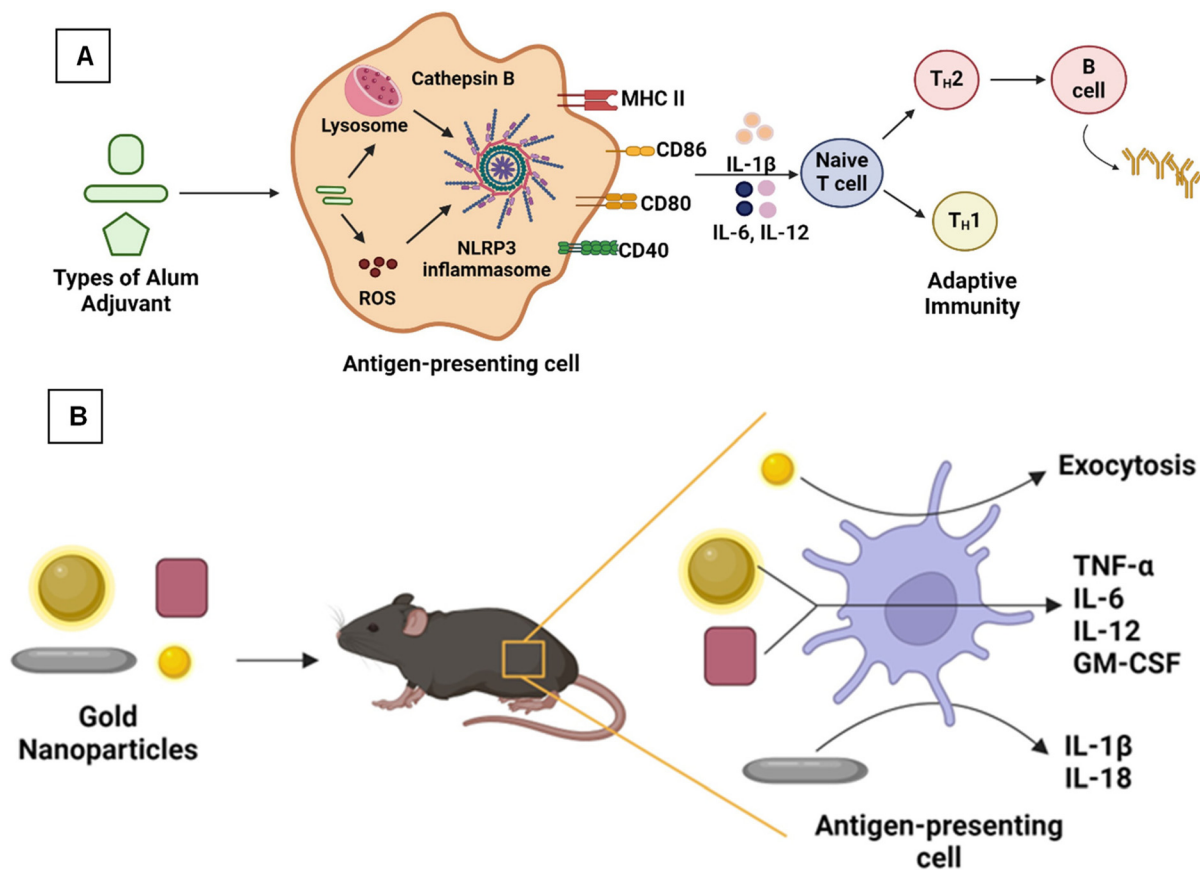 A
Cathepsin B
Lysosome
MHC II
CD86
CD80
CD40
NLRP3
inflammasome
ROS
Types of Alum
Adjuvant
Antigen-presenting cell
IL-1β
IL-6, IL-12
Naive
T cell
TH2
B
cell
TH1
Adaptive
Immunity
B
Gold
Nanoparticles
Exocytosis
TNF-α
IL-6
IL-12
GM-CSF
IL-1β
IL-18
Antigen-presenting
cell